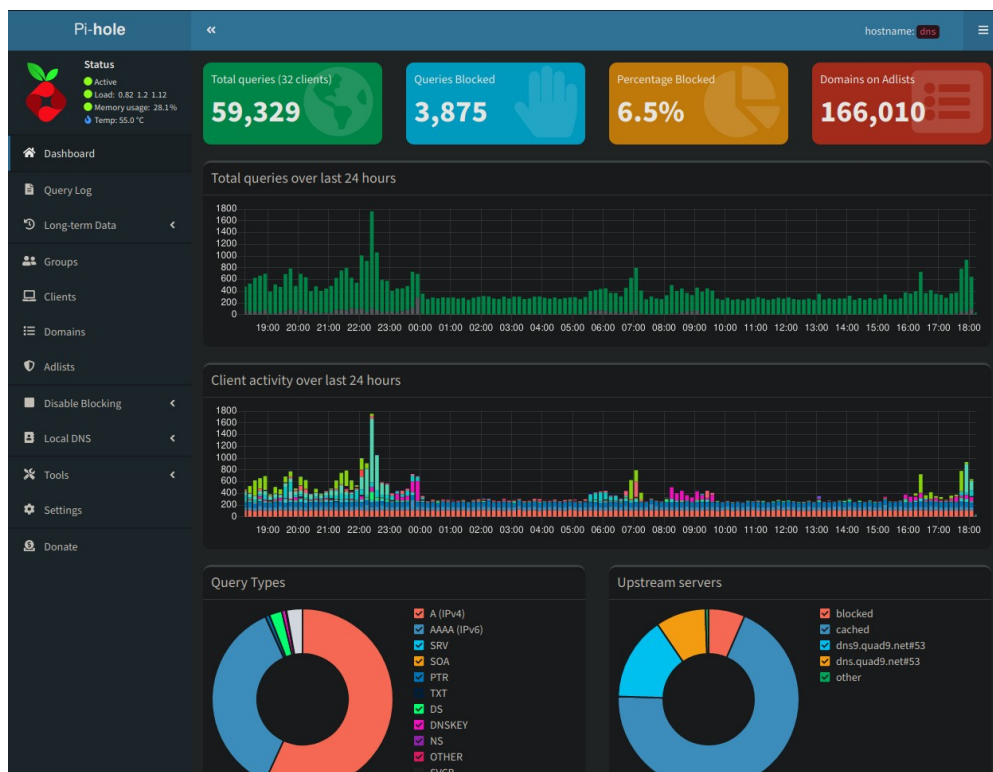 Pi-hole
hostname: dns
Status
Active
Load: 0.82 1.2 1.12
Memory usage: 28.1%
Temp: 55.0 °C
Dashboard
Query Log
Long-term Data
Groups
Clients
Domains
Adlists
Disable Blocking
Local DNS
Tools
Settings
Donate
Total queries (32 clients)
59,329
Queries Blocked
3,875
Percentage Blocked
6.5%
Domains on Adlists
166,010
Total queries over last 24 hours
1800
1600
1400
1200
1000
800
600
400
200
0
19:00 20:00 21:00 22:00 23:00 00:00 01:00 02:00 03:00 04:00 05:00 06:00 07:00 08:00 09:00 10:00 11:00 12:00 13:00 14:00 15:00 16:00 17:00 18:00
Client activity over last 24 hours
1800
1600
1400
1200
1000
800
600
400
200
0
19:00 20:00 21:00 22:00 23:00 00:00 01:00 02:00 03:00 04:00 05:00 06:00 07:00 08:00 09:00 10:00 11:00 12:00 13:00 14:00 15:00 16:00 17:00 18:00
Query Types
A (IPv4)
AAAA (IPv6)
SRV
SOA
PTR
TXT
DS
DNSKEY
NS
OTHER
Upstream servers
blocked
cached
dns9.quad9.net#53
dns.quad9.net#53
other